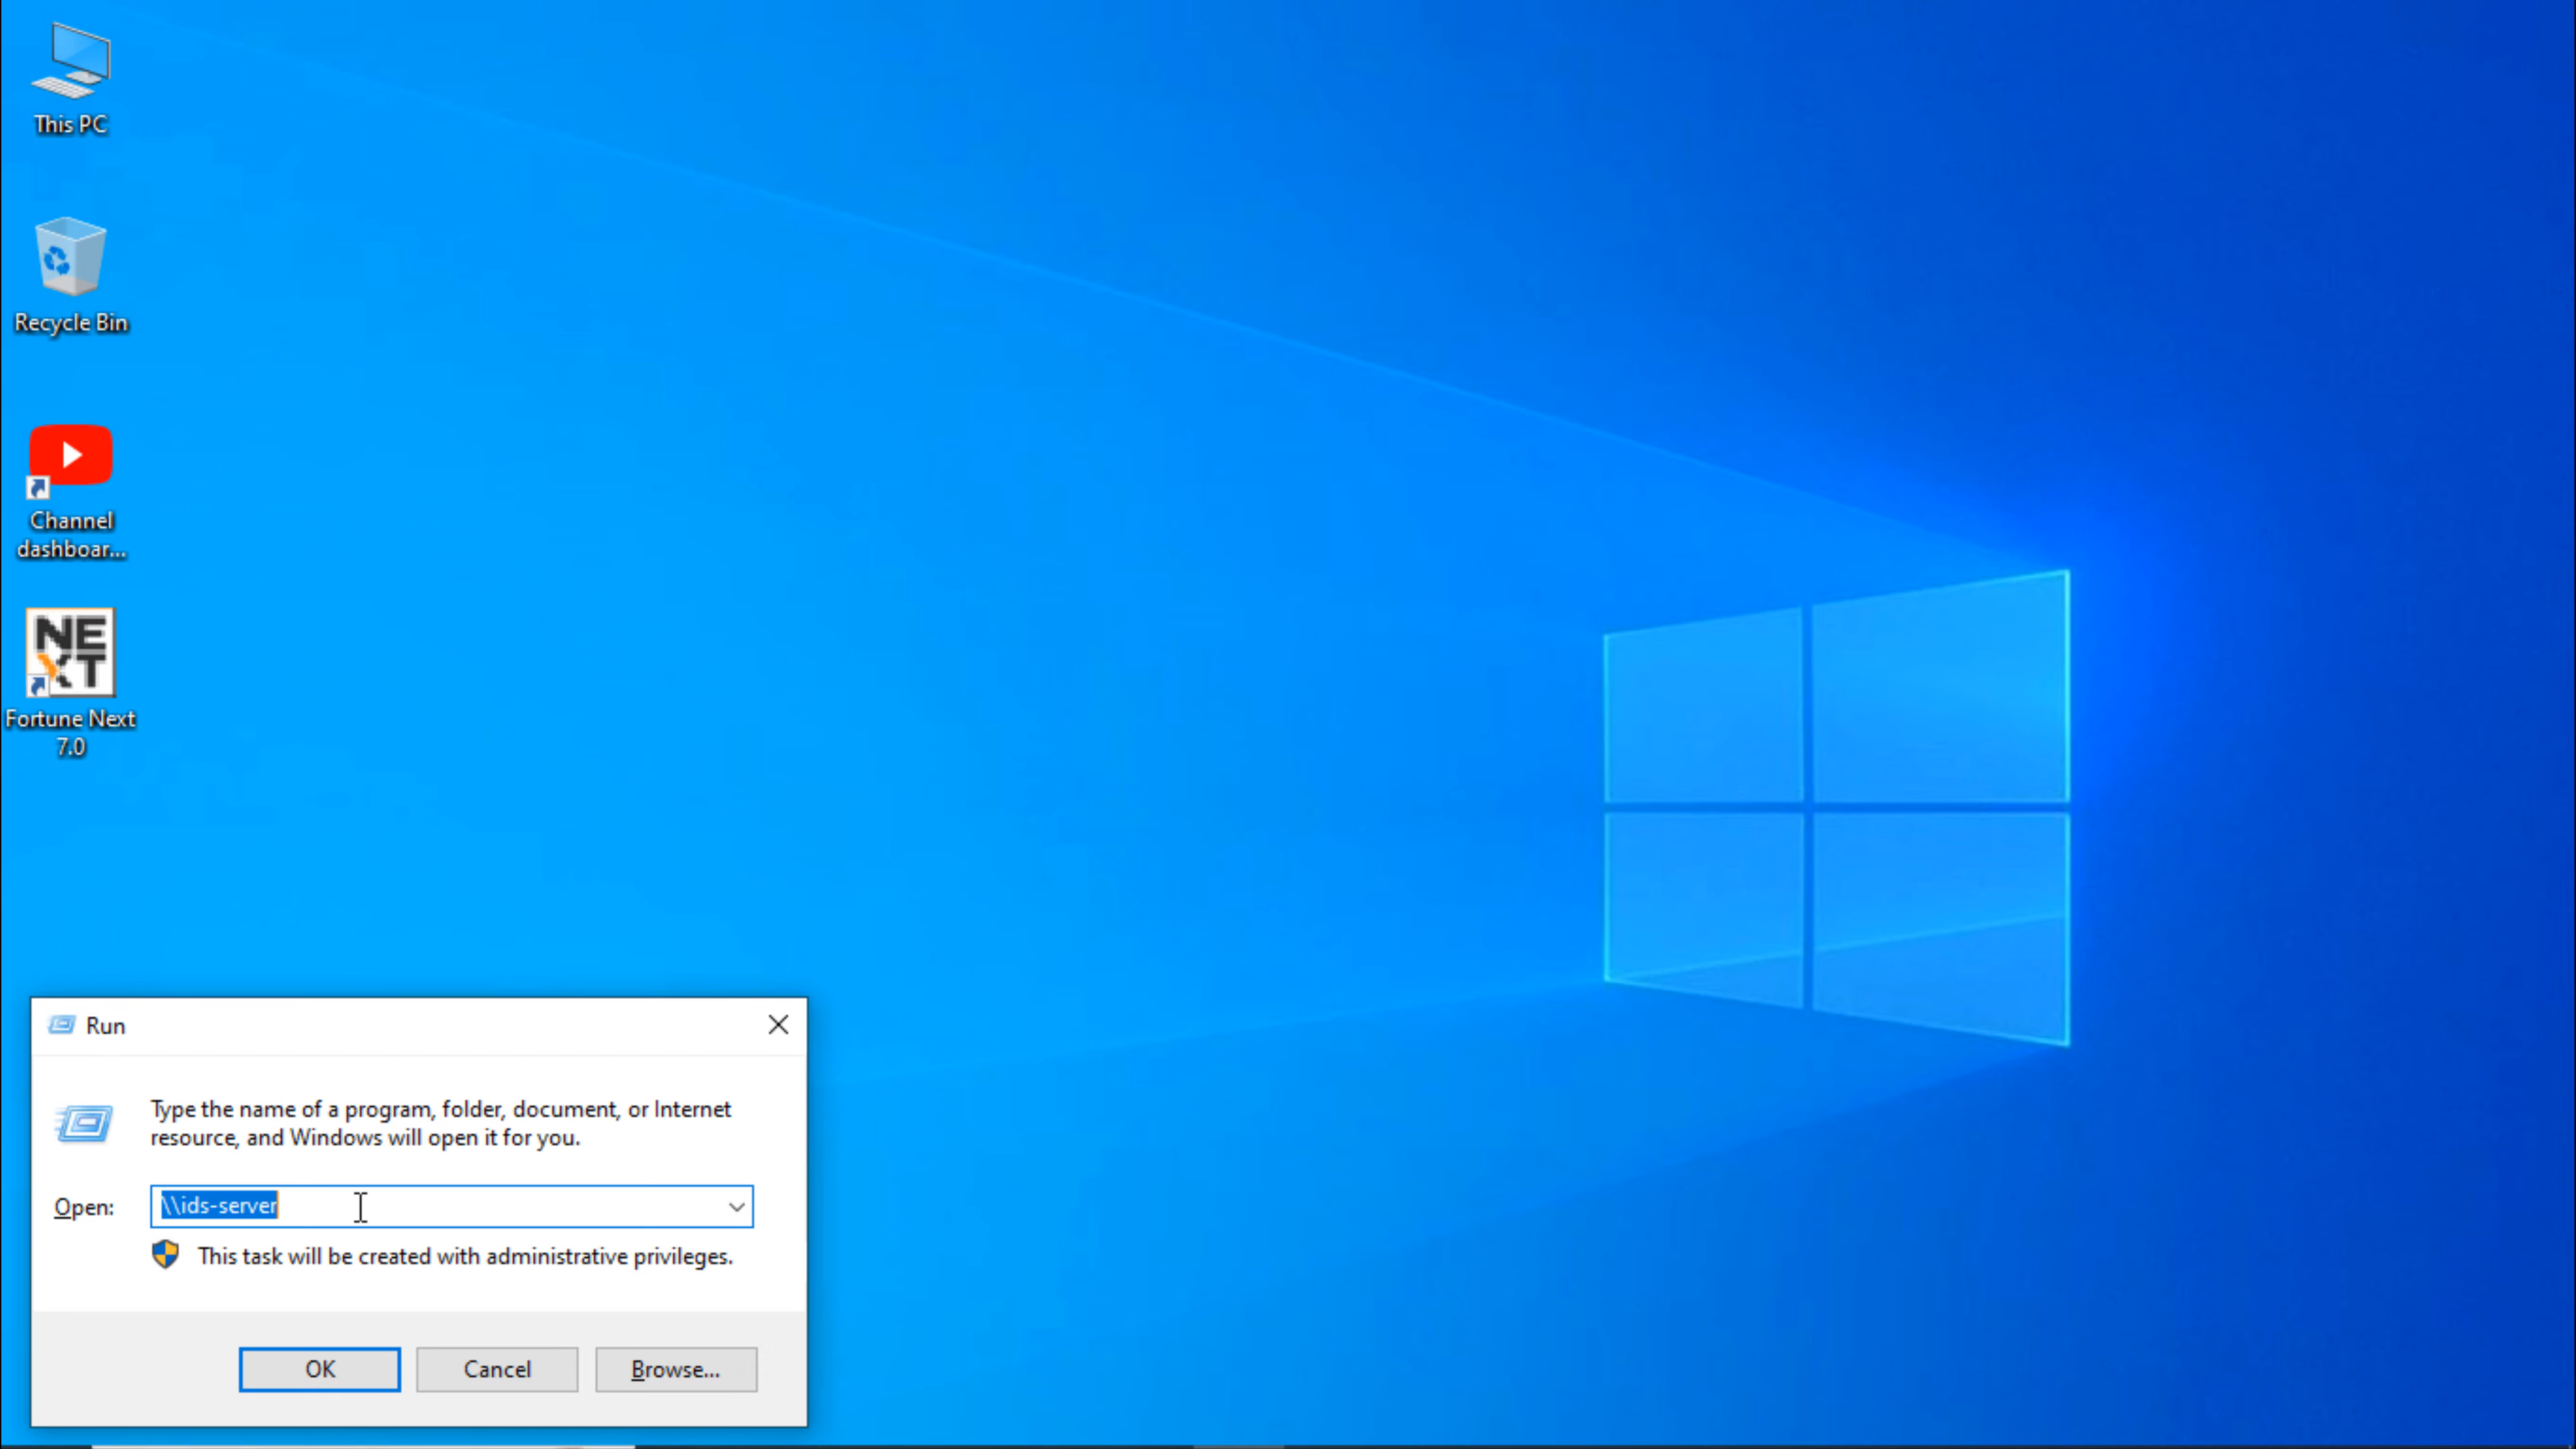 This PC
Recycle Bin
Channel
dashboar...
NE
XT
Fortune Next
7.0
Run
Type the name of a program, folder, document, or Internet
resource, and Windows will open it for you.
Open:
\\ids-server
This task will be created with administrative privileges.
OK
Cancel
Browse...